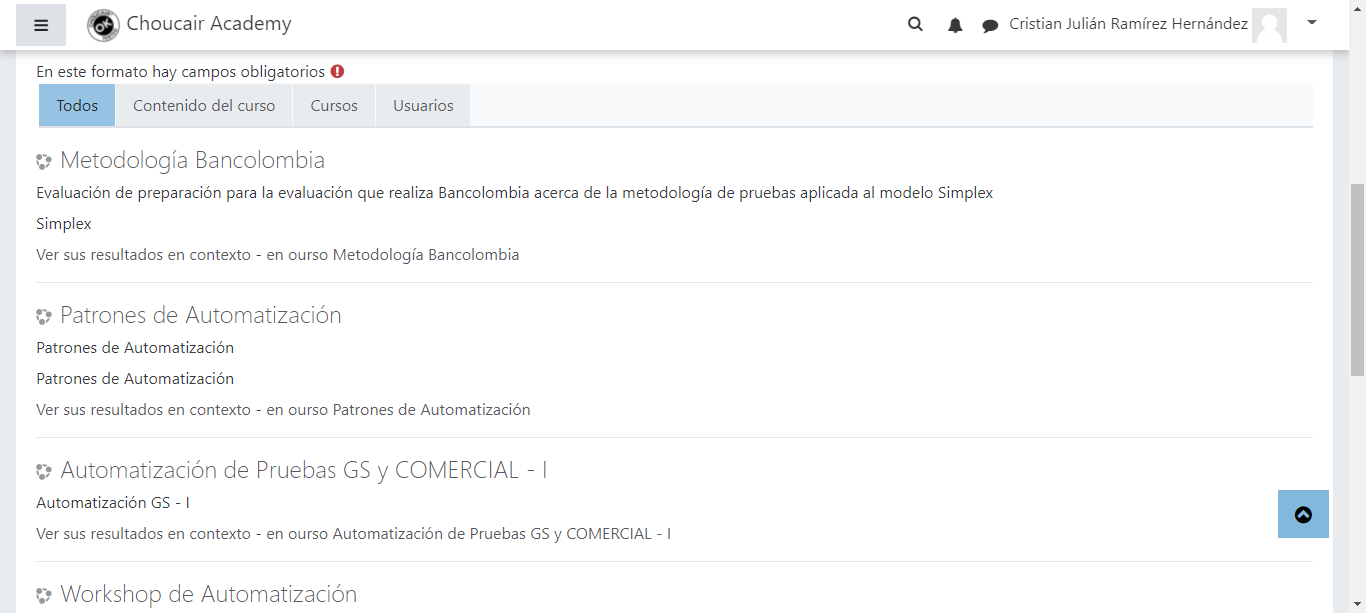 Choucair Academy
Cristian Julián Ramírez Hernández
En este formato hay campos obligatorios
Todos
Contenido del curso
Cursos
Usuarios
Metodología Bancolombia
Evaluación de preparación para la evaluación que realiza Bancolombia acerca de la metodología de pruebas aplicada al modelo Simplex
Simplex
Ver sus resultados en contexto - en ourso Metodología Bancolombia
Patrones de Automatización
Patrones de Automatización
Patrones de Automatización
Ver sus resultados en contexto - en ourso Patrones de Automatización
Automatización de Pruebas GS y COMERCIAL - I
Automatización GS - I
Ver sus resultados en contexto - en ourso Automatización de Pruebas GS y COMERCIAL - I
Workshop de Automatización